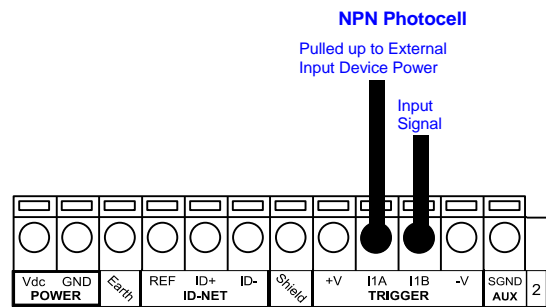 NPN Photocell
Pulled up to External
Input Device Power
Input
Signal
Vdc GND Earth REF ID+ ID- Shield +V I1A I1B -V SGND 2
POWER ID-NET TRIGGER AUX